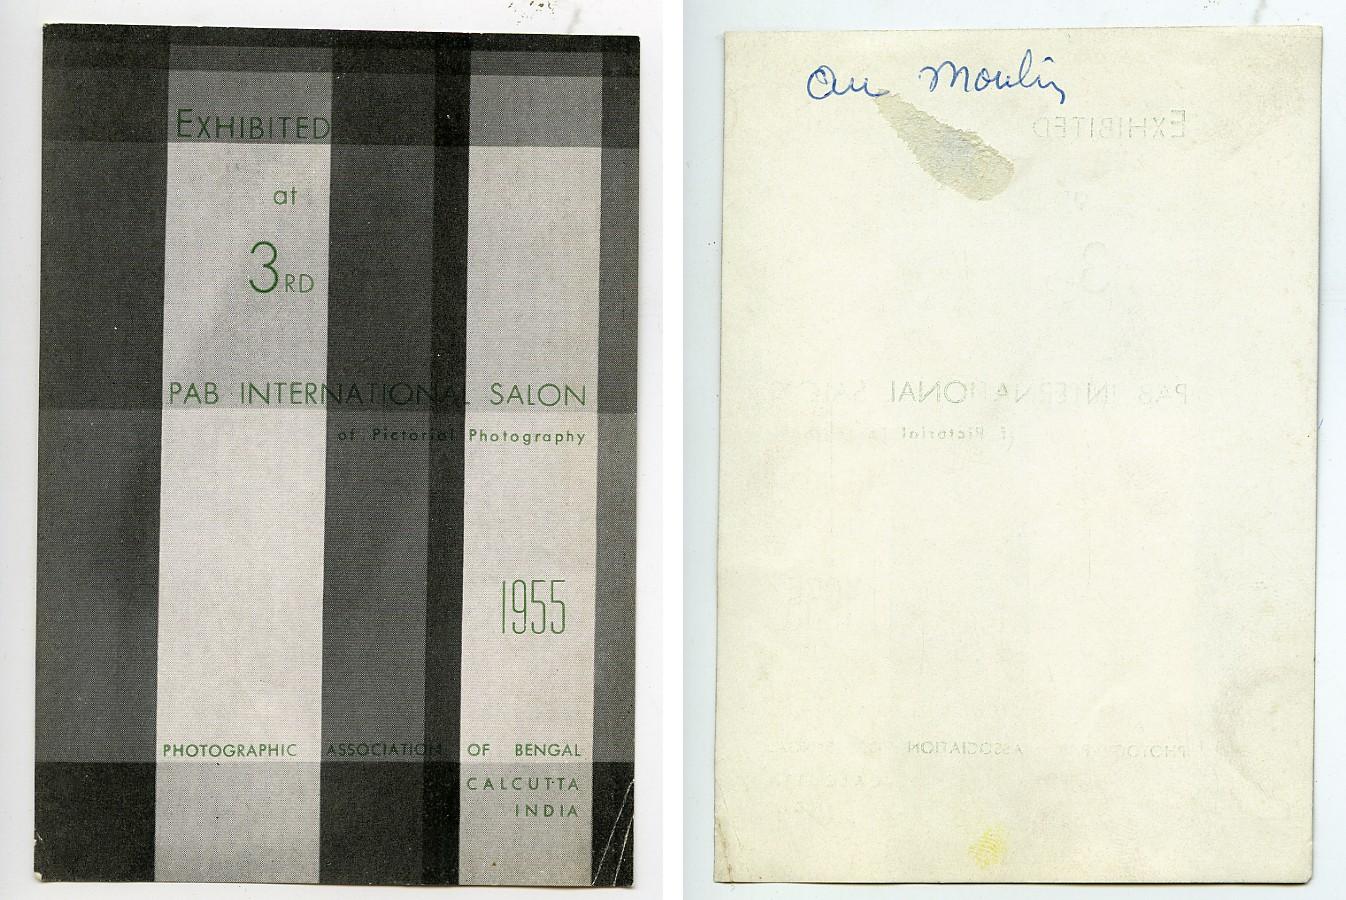 EXHIBITED
at
3RD
PAB INTERNATIONAL SALON
of Pictorial Photography
1955
PHOTOGRAPHIC ASSOCIATION OF BENGAL
CALCUTTA
INDIA
Au Moulin